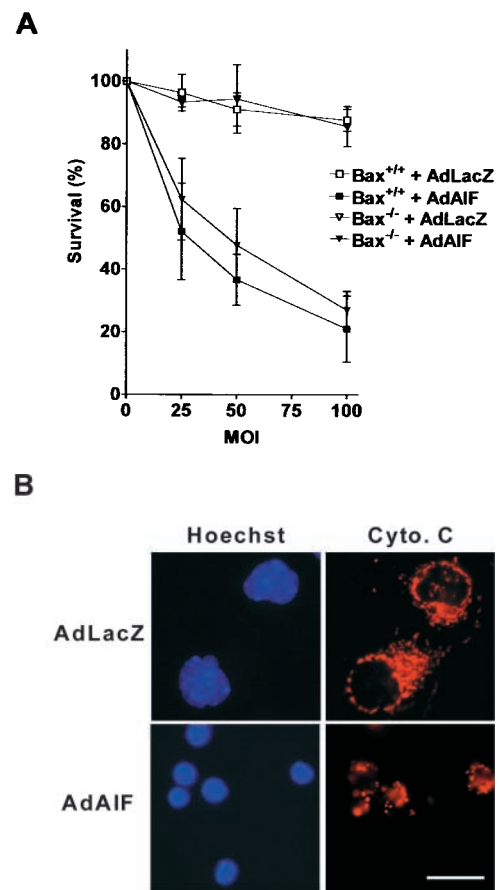 A
100
80
60
40
20
0
Survival (%)
0 25 50 75 100
MOI
Bax+/+ + AdLacZ
Bax+/+ + AdAIF
Bax-/- + AdLacZ
Bax-/- + AdAIF
B
Hoechst Cyto. C
AdLacZ
AdAIF